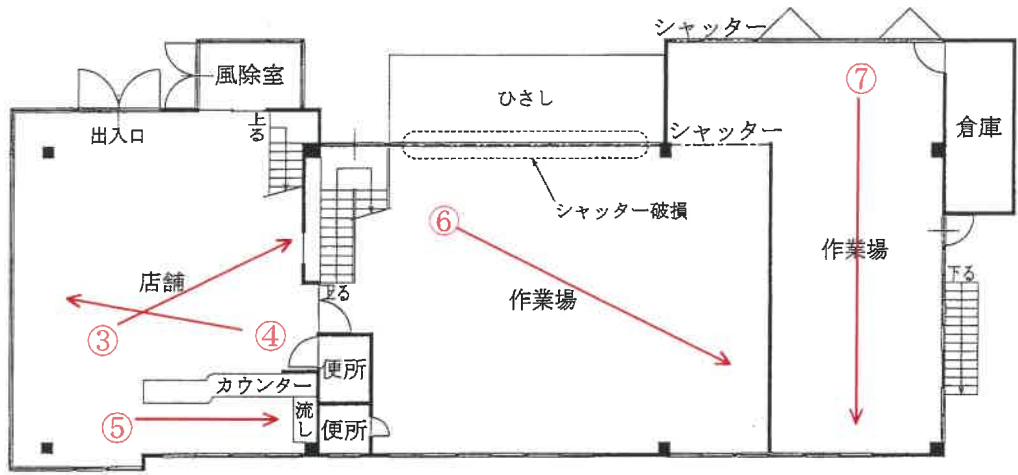 シャッター
風除室
⑦
ひさし
出入口
上る
シャッター
倉庫
シャッター破損
⑥
作業場
店舗
下る
上る
作業場
③
④
便所
カウンター
⑤
流し
便所